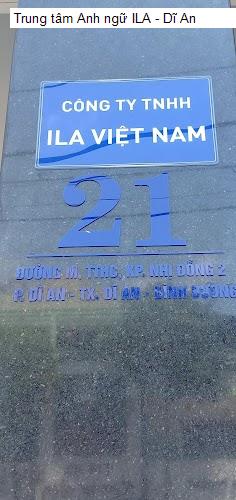 Trung tâm Anh ngữ ILA - Dĩ An
CÔNG TY TNHH
ILA VIỆT NAM
21
ĐƯỜNG M, TTHC, KP. NHỊ ĐỒNG 2
P. DĨ AN - TX. DĨ AN - BÌNH DƯƠNG